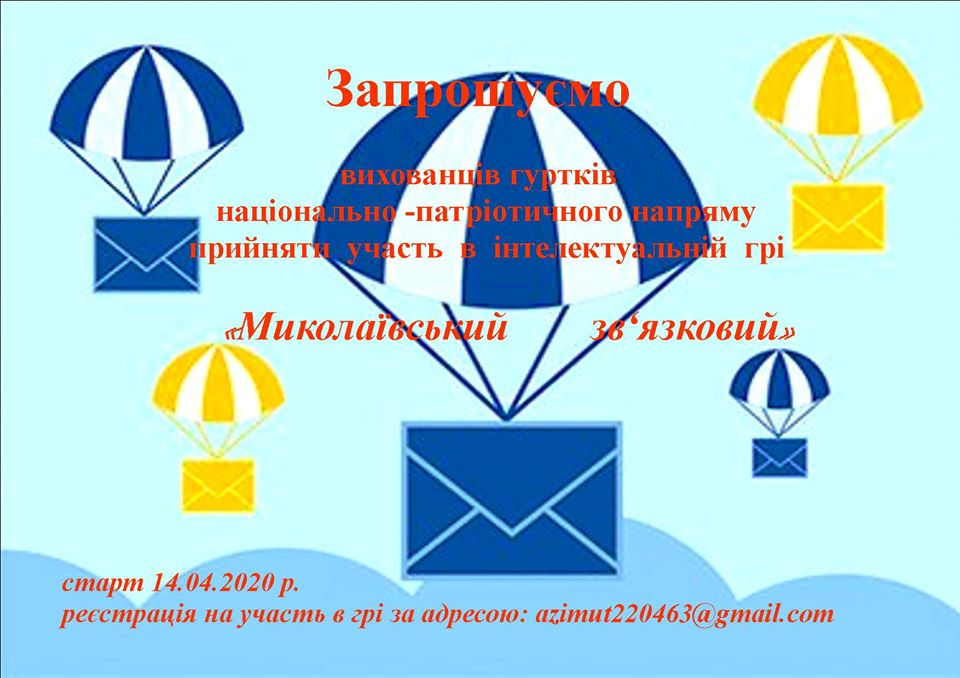 Запрошуємо
вихованців гуртків
національно -патріотичного напряму
прийняти участь в інтелектуальній грі
«Миколаївський зв‘язковий»
старт 14.04.2020 р.
реєстрація на участь в грі за адресою: azimut220463@gmail.com